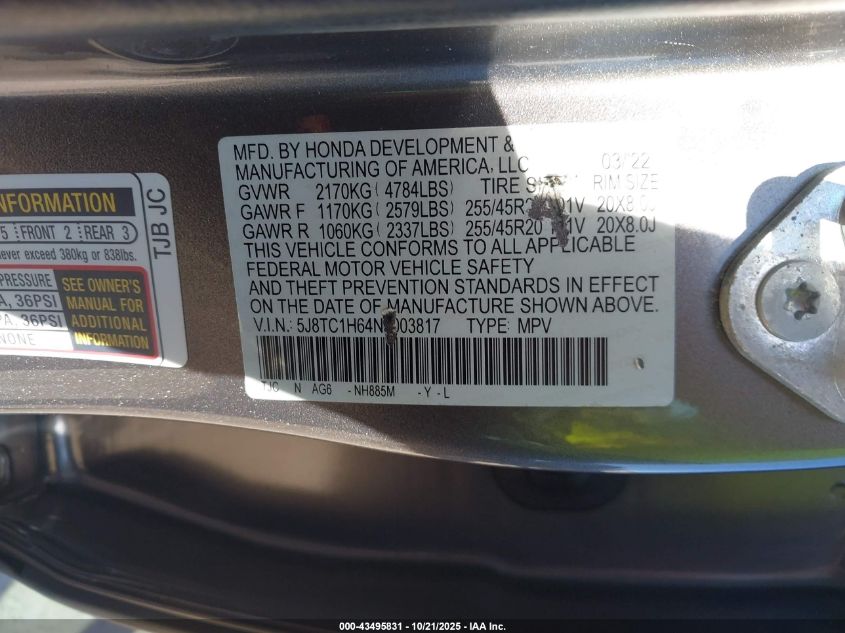 INFORMATION
5 FRONT 2 REAR 3
never exceed 380kg or 838lbs.
PRESSURE
36PSI
36PSI
NONE
SEE OWNER'S
MANUAL FOR
ADDITIONAL
INFORMATION
TJB JC
MFD. BY HONDA DEVELOPMENT &
MANUFACTURING OF AMERICA, LLC 03/22
GVWR 2170KG( 4784LBS) TIRE RIM SIZE
GAWR F 1170KG( 2579LBS) 255/45R 20X8.0J
GAWR R 1060KG( 2337LBS) 255/45R20 20X8.0J
THIS VEHICLE CONFORMS TO ALL APPLICABLE
FEDERAL MOTOR VEHICLE SAFETY
AND THEFT PREVENTION STANDARDS IN EFFECT
ON THE DATE OF MANUFACTURE SHOWN ABOVE.
V.I.N.: 5J8TC1H64N 003817 TYPE: MPV
TJC N AG6 -NH885M -Y-L
000-43495831 - 10/21/2025 - IAA Inc.